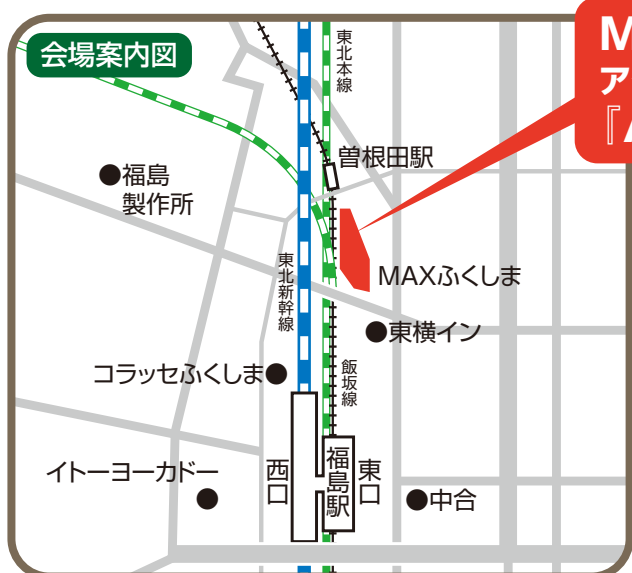 会場案内図
M
ア
『A
東北本線
曽根田駅
福島
製作所
MAXふくしま
東北新幹線
東横イン
飯坂線
コラッセふくしま
イトーヨーカドー
西口
福島駅
東口
中合